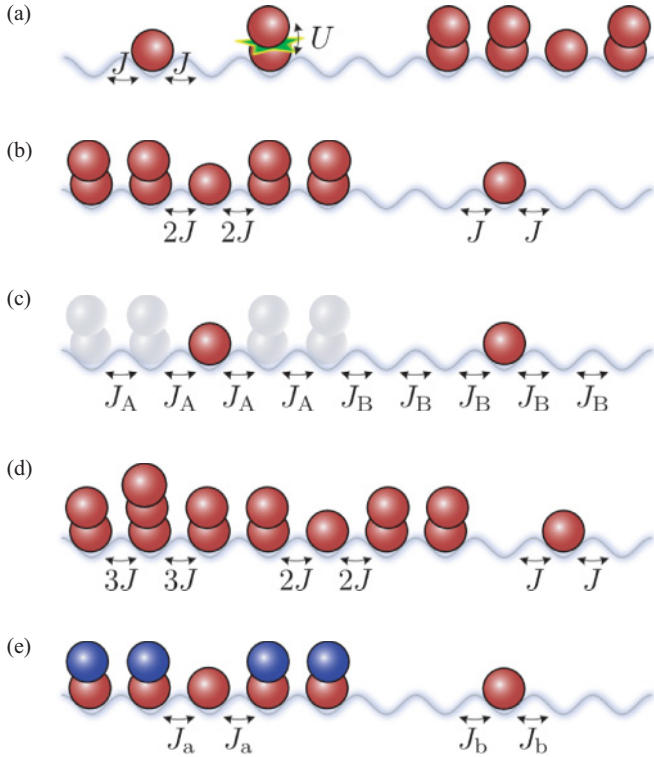 (a)
U
J J
(b)
2J 2J J J
(c)
J_A J_A J_A J_A J_B J_B J_B J_B J_B
(d)
3J 3J 2J 2J J J
(e)
J_a J_a J_b J_b